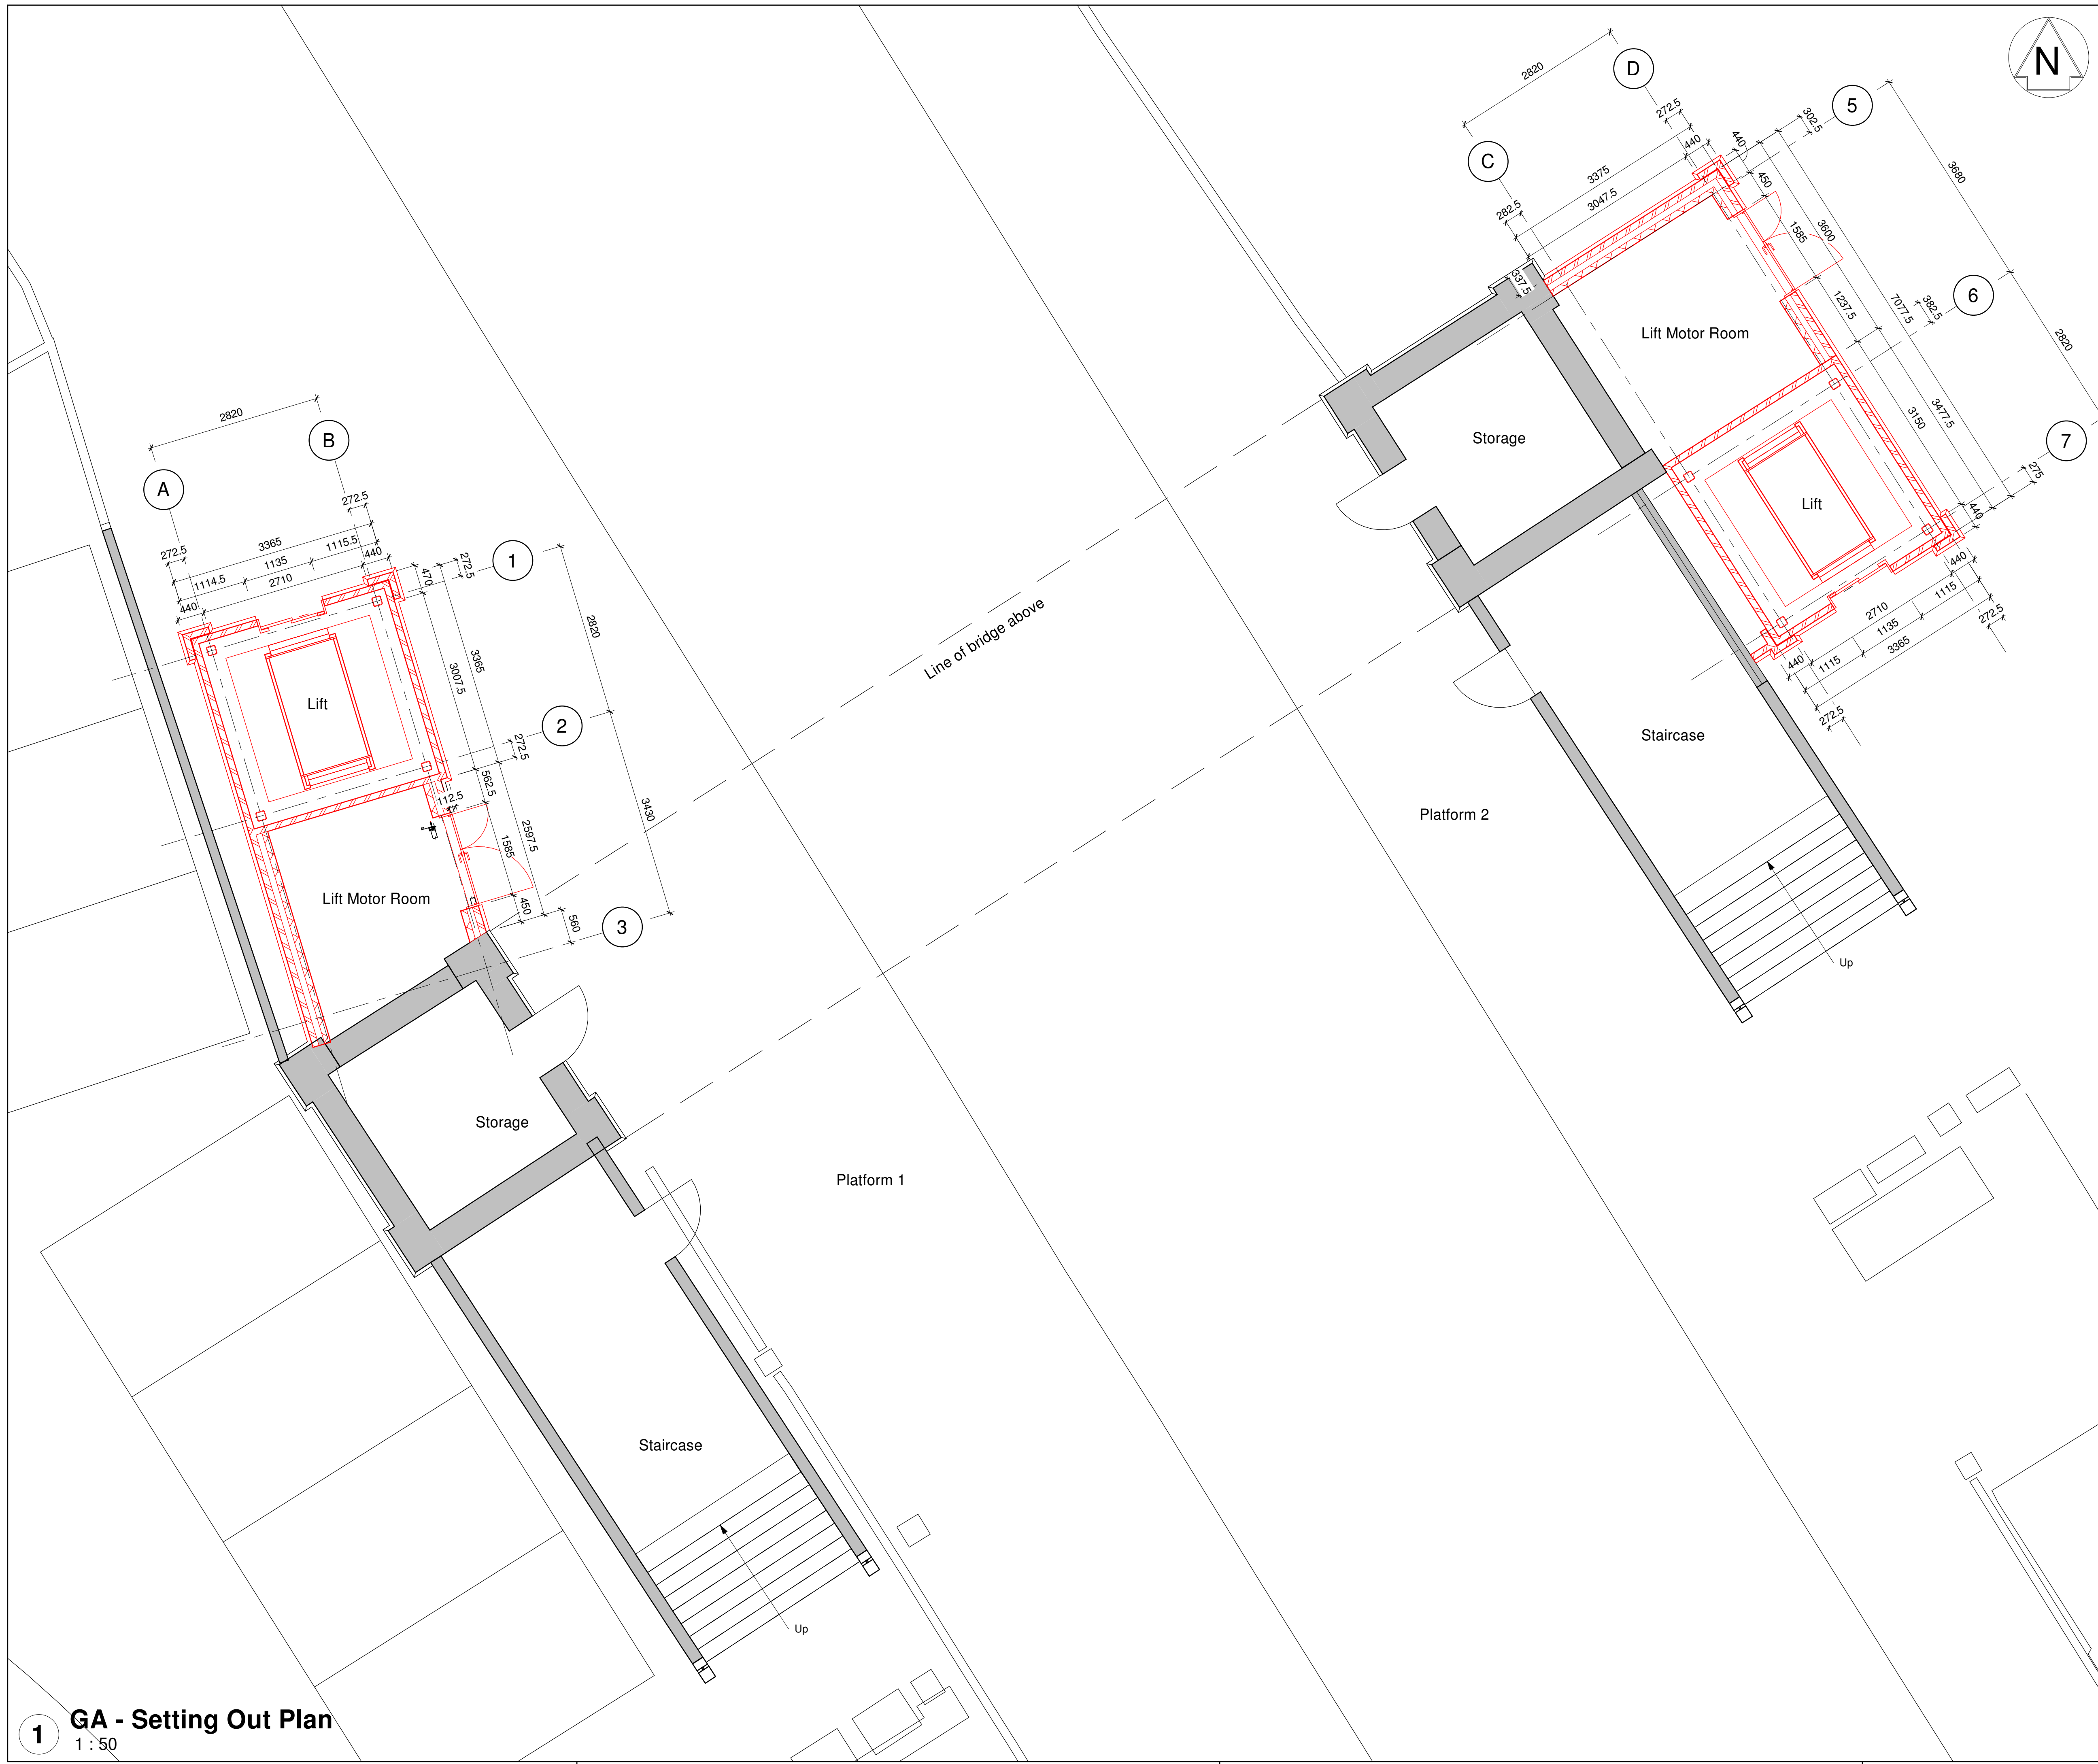 N
2820
D
272.5
5
302.5
C
440
440
3375
450
3680
3047.5
282.5
1585
3600
337.5
6
1237.5
7077.5
382.5
Lift Motor Room
2820
3150
3477.5
Storage
7
275
Lift
440
440
2710
1115
1135
272.5
3365
440
1115
272.5
Staircase
Platform 2
Up
2820
B
A
272.5
3365
1115.5
272.5
1135
440
1114.5
2710
440
470
272.5
1
2820
3365
3007.5
Lift
2
272.5
562.5
112.5
3430
2597.5
1585
Lift Motor Room
450
560
3
Line of bridge above
Storage
Platform 1
Staircase
Up
1 GA - Setting Out Plan
1 : 50